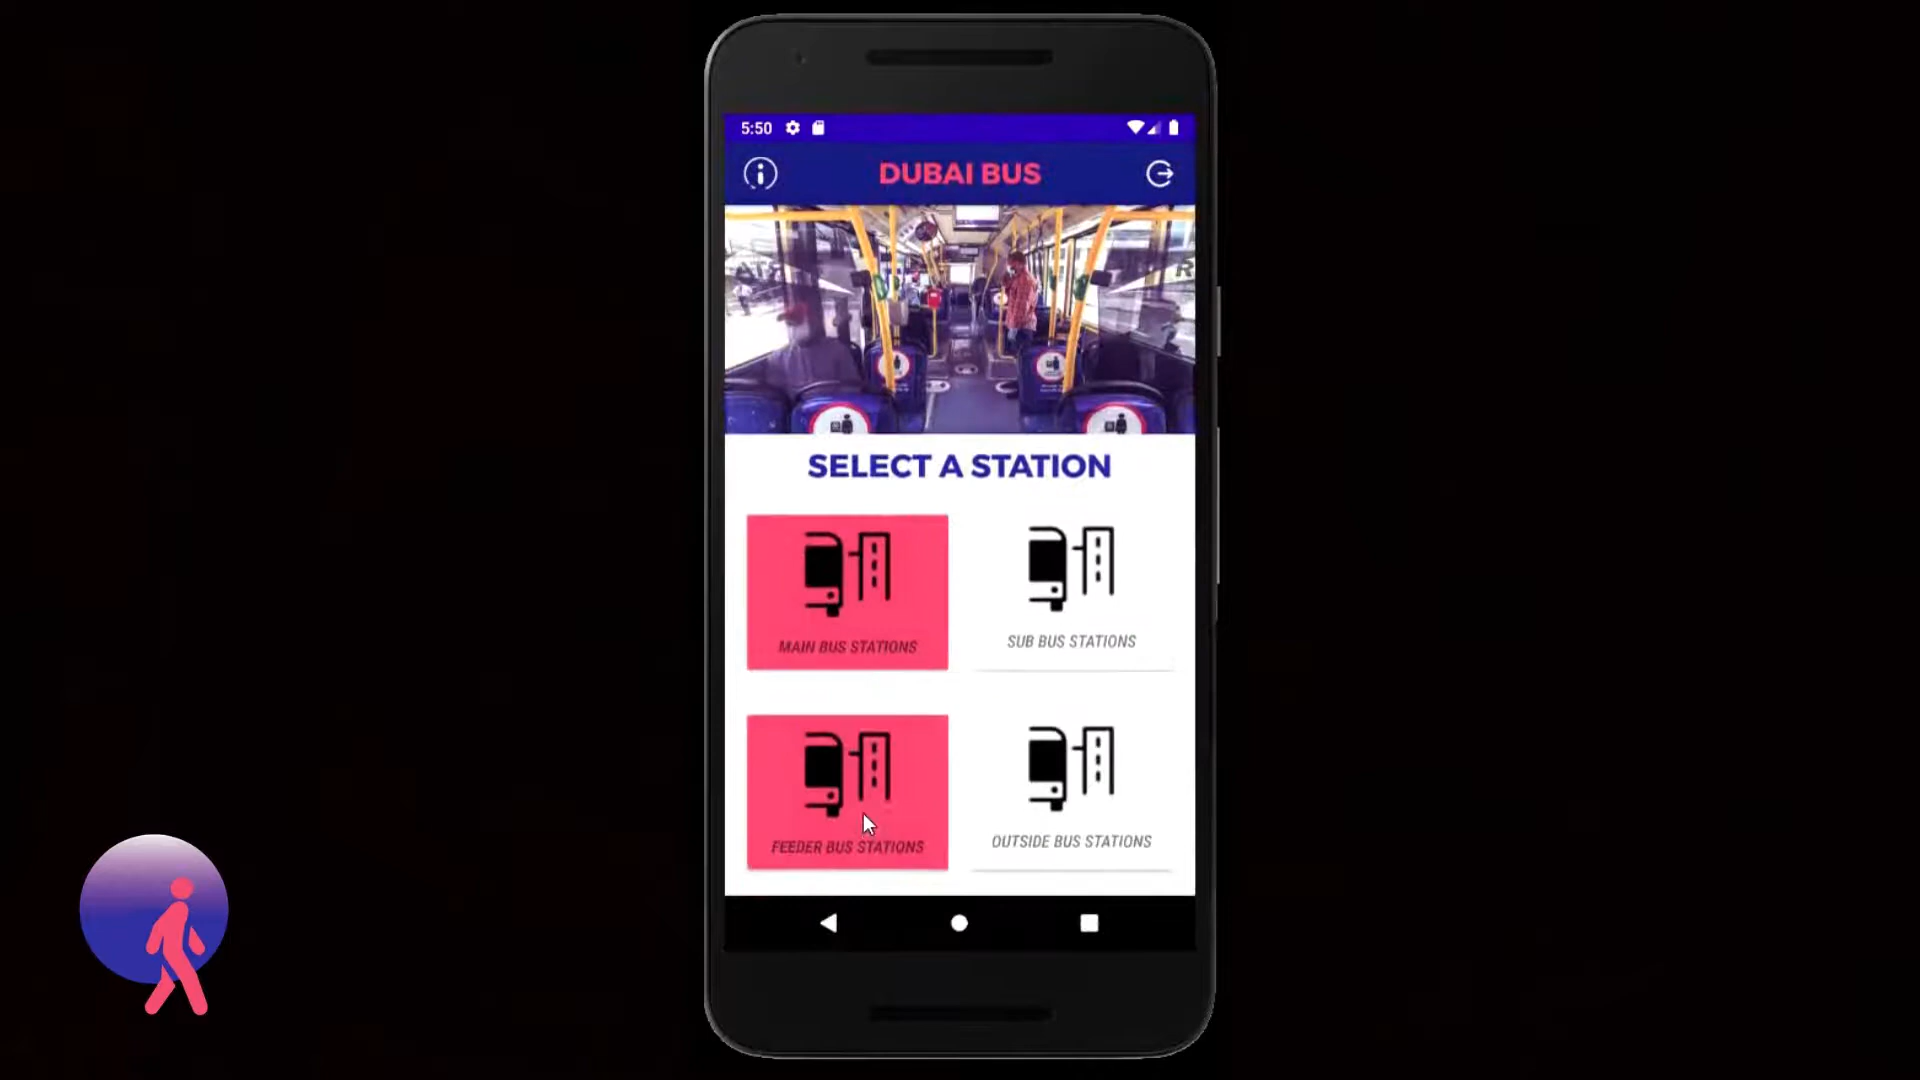 5:50
DUBAI BUS
SELECT A STATION
MAIN BUS STATIONS
SUB BUS STATIONS
FEEDER BUS STATIONS
OUTSIDE BUS STATIONS